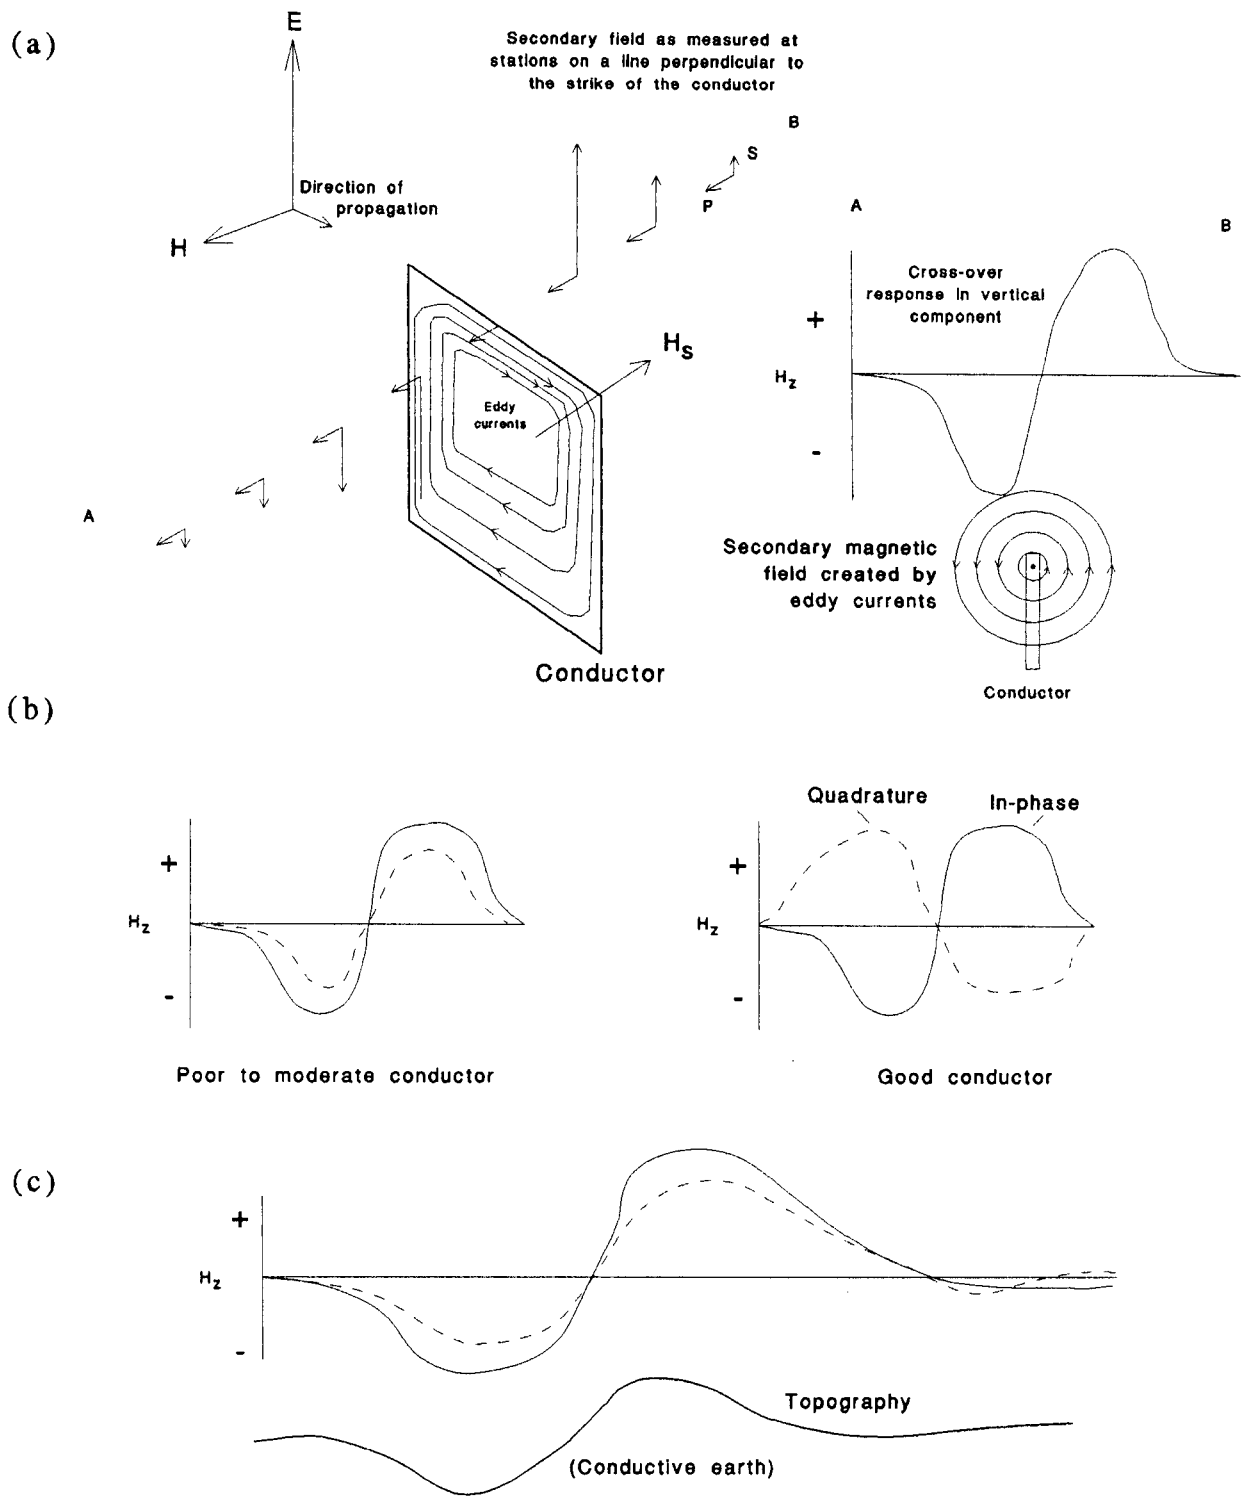 (a)
E
Secondary field as measured at
stations on a line perpendicular to
the strike of the conductor
B
S
Direction of
propagation
P
A
B
H
Cross-over
response in vertical
component
+
Hs
Hz
Eddy
currents
-
A
Secondary magnetic
field created by
eddy currents
Conductor
Conductor
(b)
Quadrature
In-phase
+
+
Hz
Hz
-
-
Poor to moderate conductor
Good conductor
(c)
+
Hz
-
Topography
(Conductive earth)